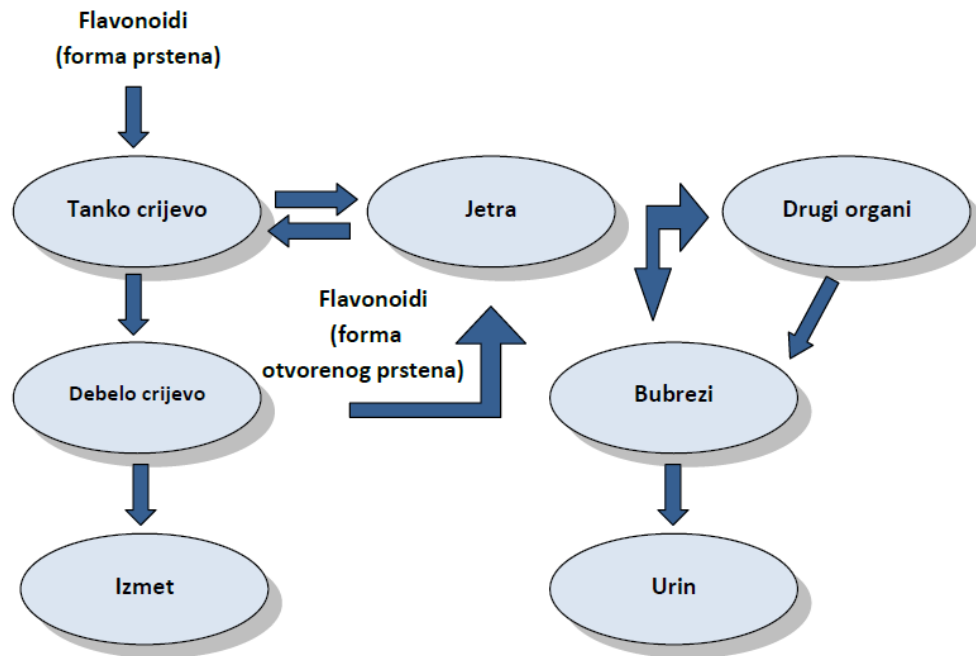 Flavonoidi
(forma prstena)
Tanko crijevo
Jetra
Drugi organi
Flavonoidi
(forma
otvorenog prstena)
Debelo crijevo
Bubrezi
Izmet
Urin